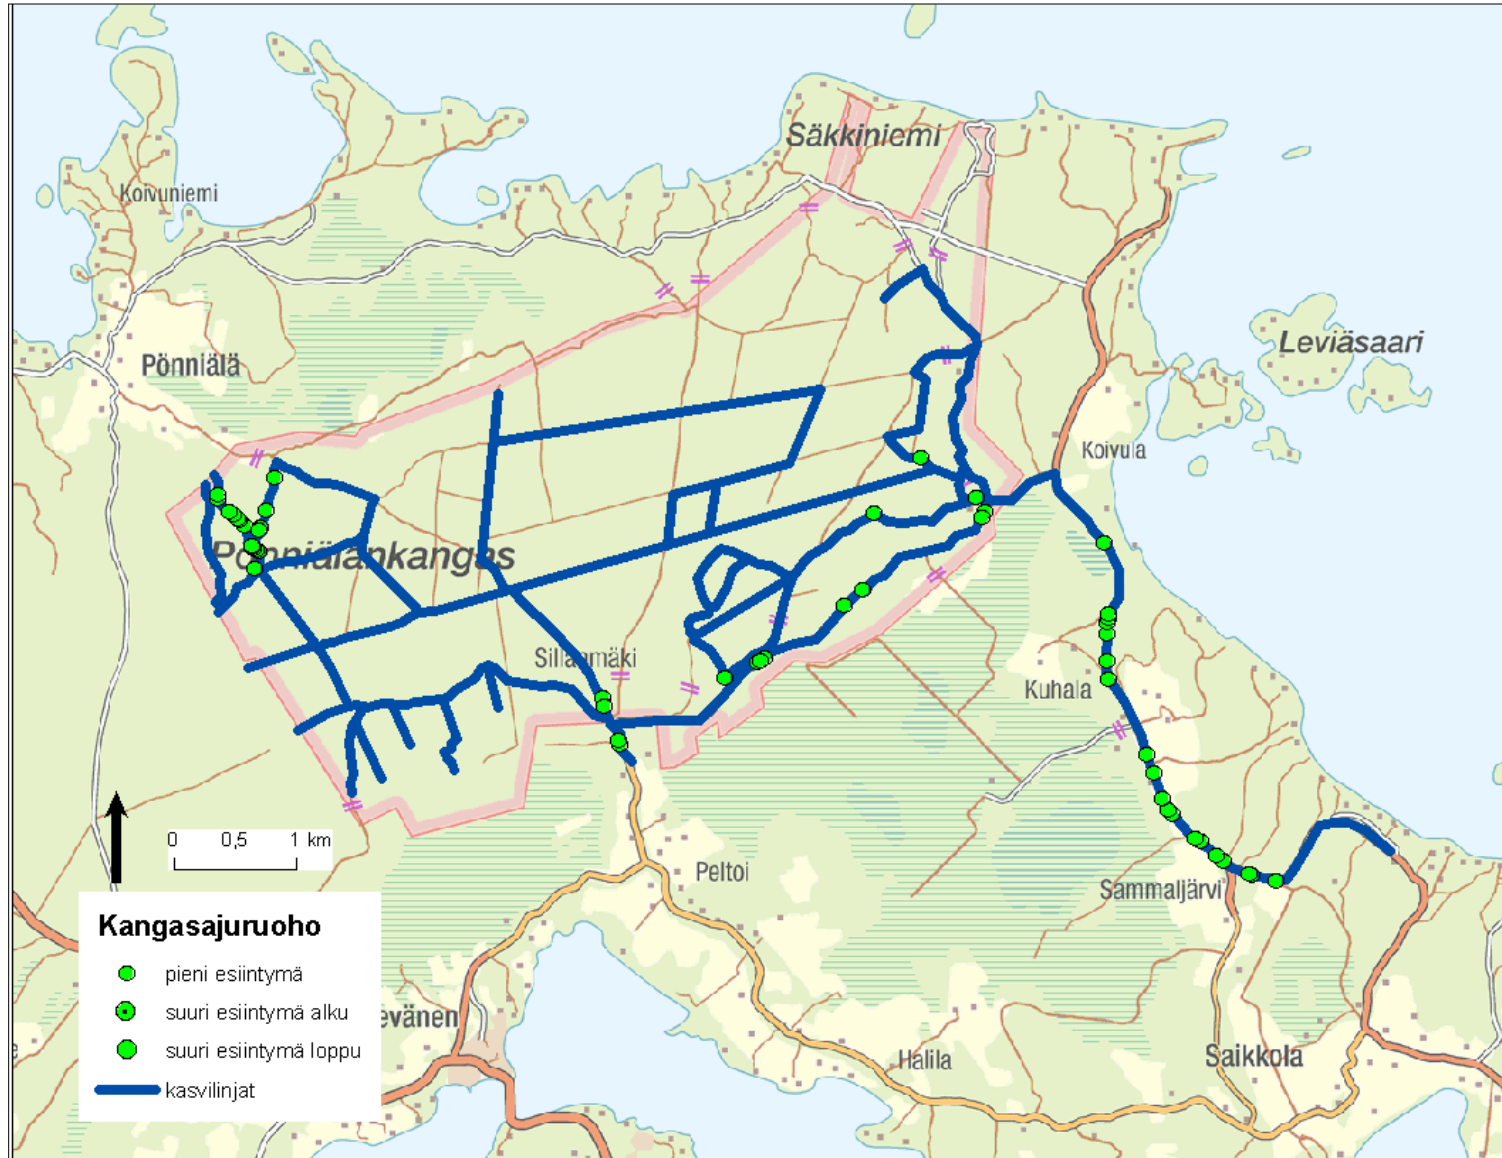 Säkkiniemi
Koivuniemi
Leviäsaari
Pönniälä
Koivula
Pönniälänkangas
Sillanmäki
Kuhala
0 0,5 1 km
Peltoi
Sammaljärvi
Kangasajuruoho
pieni esiintymä
suuri esiintymä alku
evänen
suuri esiintymä loppu
Halila
Saikkola
kasvilinjat
e